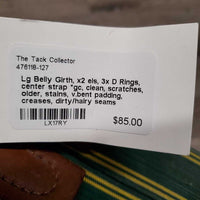 The Tack Collector
476118-127
Lg Belly Girth, x2 els, 3x D Rings,
center strap *gc, clean, scratches,
older, stains, v.bent padding,
creases, dirty/hairy seams
LX17RY
$85.00